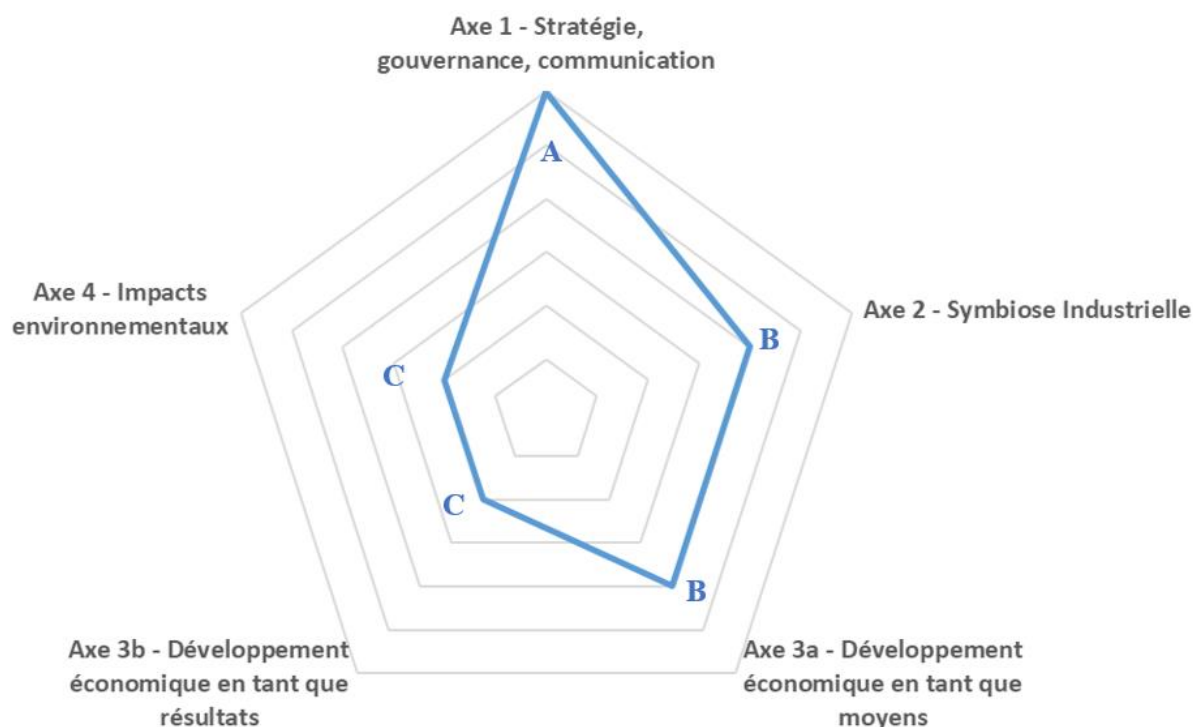 Axe 1 - Stratégie,
gouvernance, communication
A
Axe 4 - Impacts
environnementaux
Axe 2 - Symbiose Industrielle
B
C
C
B
Axe 3b - Développement
économique en tant que
résultats
Axe 3a - Développement
économique en tant que
moyens